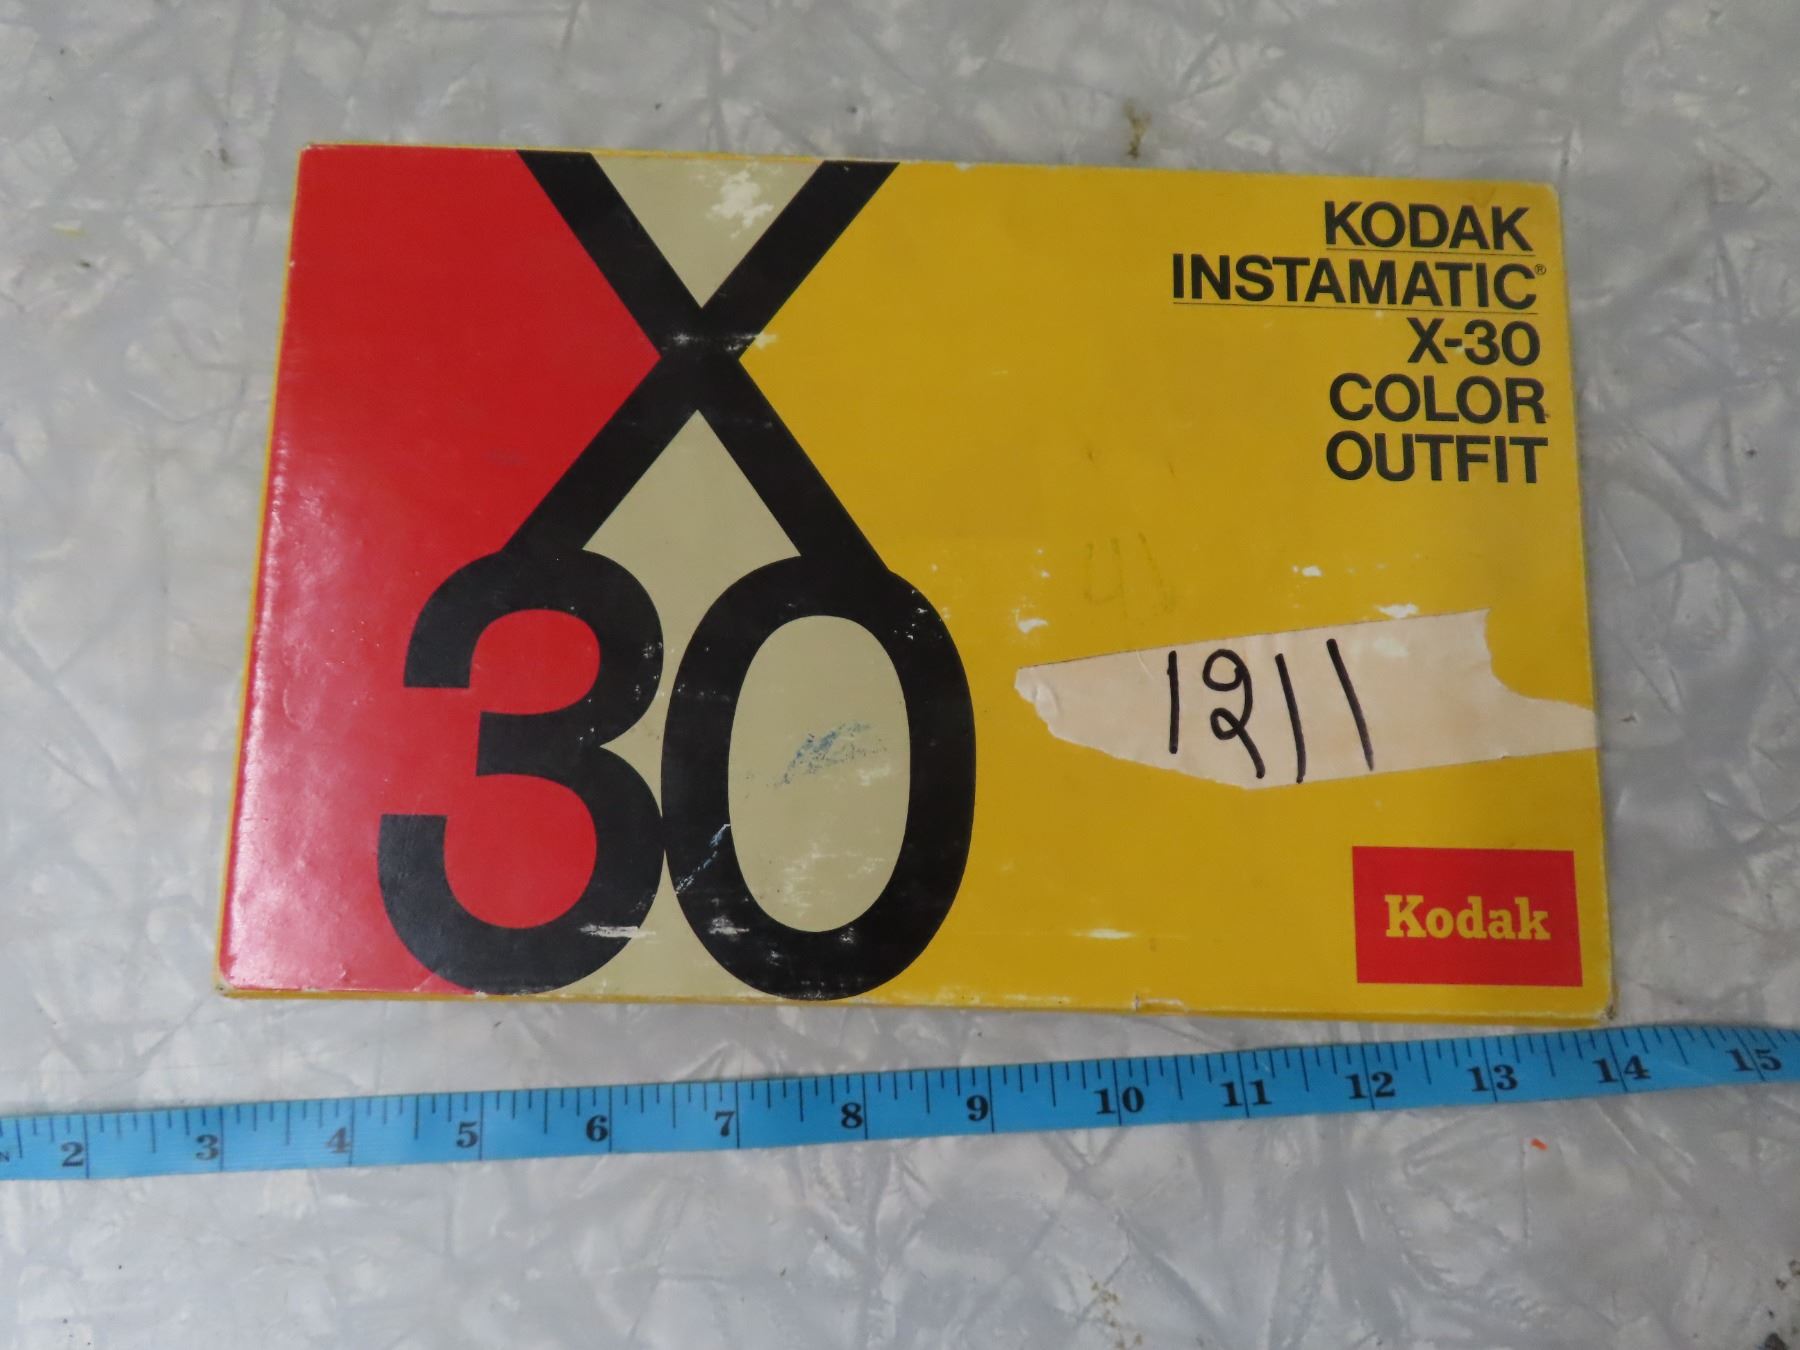 X
30
KODAK
INSTAMATIC®
X-30
COLOR
OUTFIT
1211
Kodak
2 3 4 5 6 7 8 9 10 11 12 13 14 15